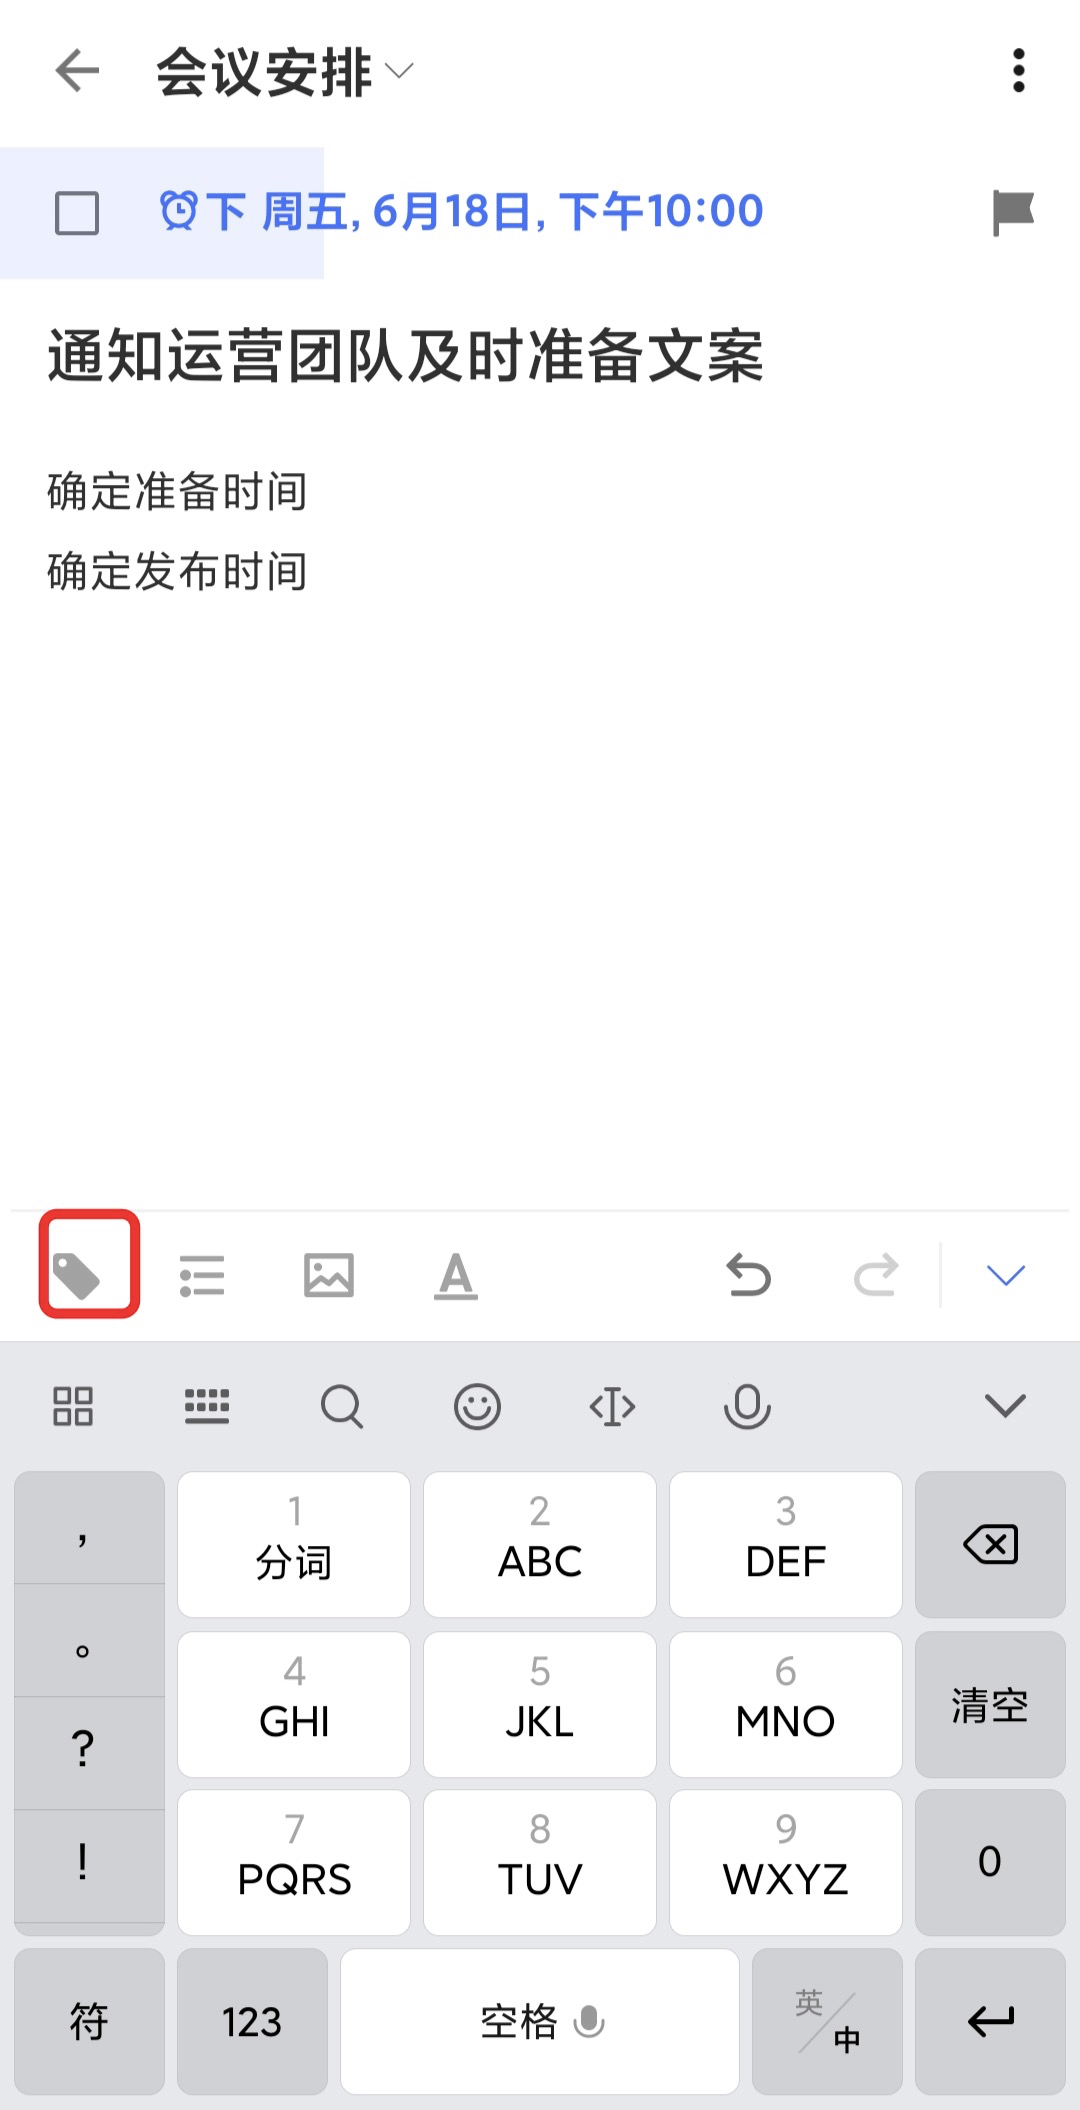 会议安排
下 周五, 6月18日, 下午10:00
通知运营团队及时准备文案
确定准备时间
确定发布时间
A
,
1
分词
2
ABC
3
DEF
。
4
GHI
5
JKL
6
MNO
清空
?
7
PQRS
8
TUV
9
WXYZ
0
!
符
123
空格
英/中